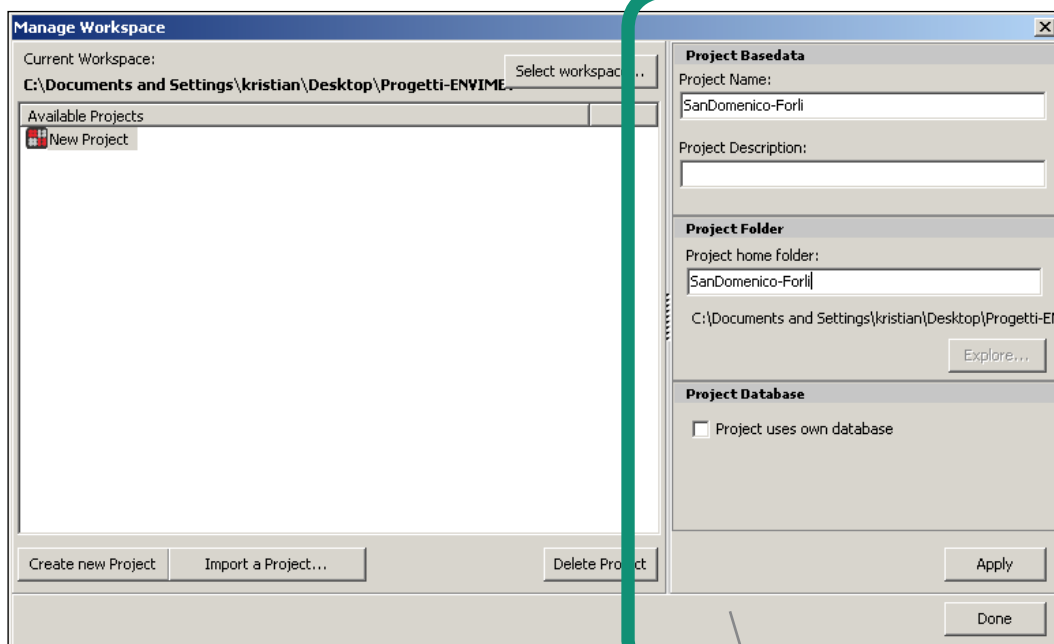 Manage Workspace
Current Workspace:
Select workspac
C:\Documents and Settings\kristian\Desktop\Progetti-ENVIME
Available Projects
New Project
Create new Project
Import a Project...
Delete Project
Project Basedata
Project Name:
SanDomenico-Forli
Project Description:
Project Folder
Project home folder:
SanDomenico-Forli
C:\Documents and Settings\kristian\Desktop\Progetti-E
Explore...
Project Database
Project uses own database
Apply
Done